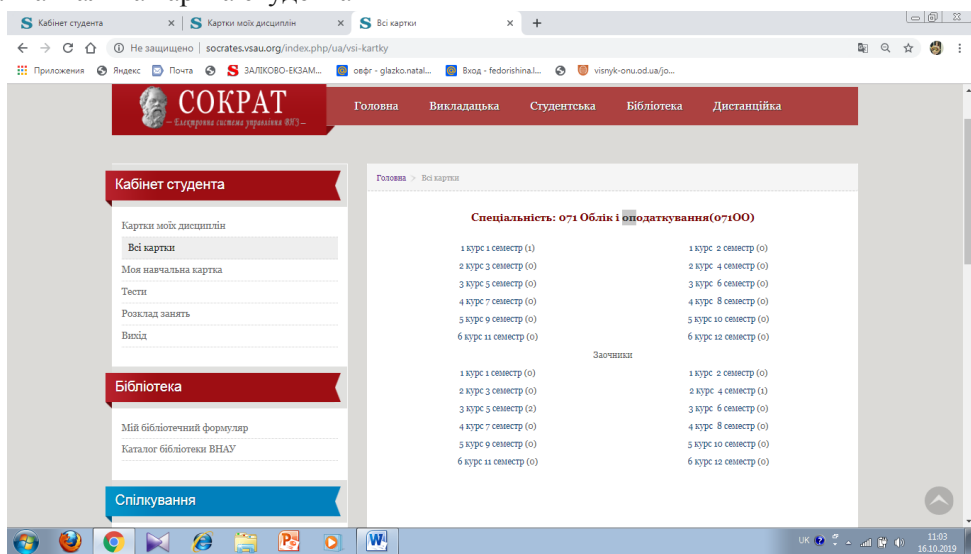 Кабінет студента
Картки моїх дисциплін
Всі картки
Не защищено | socrates.vsau.org/index.php/ua/vsi-kartky
Приложения Яндекс Почта ЗАЛІКОВО-ЕКЗАМ... овфг - glazko.natal... Вход - fedorishina.l... visnyk-onu.od.ua/jo...
СОКРАТ
– Електронна система управління ВНЗ –
Головна Викладацька Студентська Бібліотека Дистанційка
Кабінет студента
Картки моїх дисциплін
Всі картки
Моя навчальна картка
Тести
Розклад занять
Вихід
Бібліотека
Мій бібліотечний формуляр
Каталог бібліотеки ВНАУ
Спілкування
Головна > Всі картки
Спеціальність: 071 Облік і оподаткування(071ОО)
1 курс 1 семестр (1) 1 курс 2 семестр (0)
2 курс 3 семестр (0) 2 курс 4 семестр (0)
3 курс 5 семестр (0) 3 курс 6 семестр (0)
4 курс 7 семестр (0) 4 курс 8 семестр (0)
5 курс 9 семестр (0) 5 курс 10 семестр (0)
6 курс 11 семестр (0) 6 курс 12 семестр (0)
Заочники
1 курс 1 семестр (0) 1 курс 2 семестр (0)
2 курс 3 семестр (0) 2 курс 4 семестр (1)
3 курс 5 семестр (2) 3 курс 6 семестр (0)
4 курс 7 семестр (0) 4 курс 8 семестр (0)
5 курс 9 семестр (0) 5 курс 10 семестр (0)
6 курс 11 семестр (0) 6 курс 12 семестр (0)
UK 11:03
16.10.2019